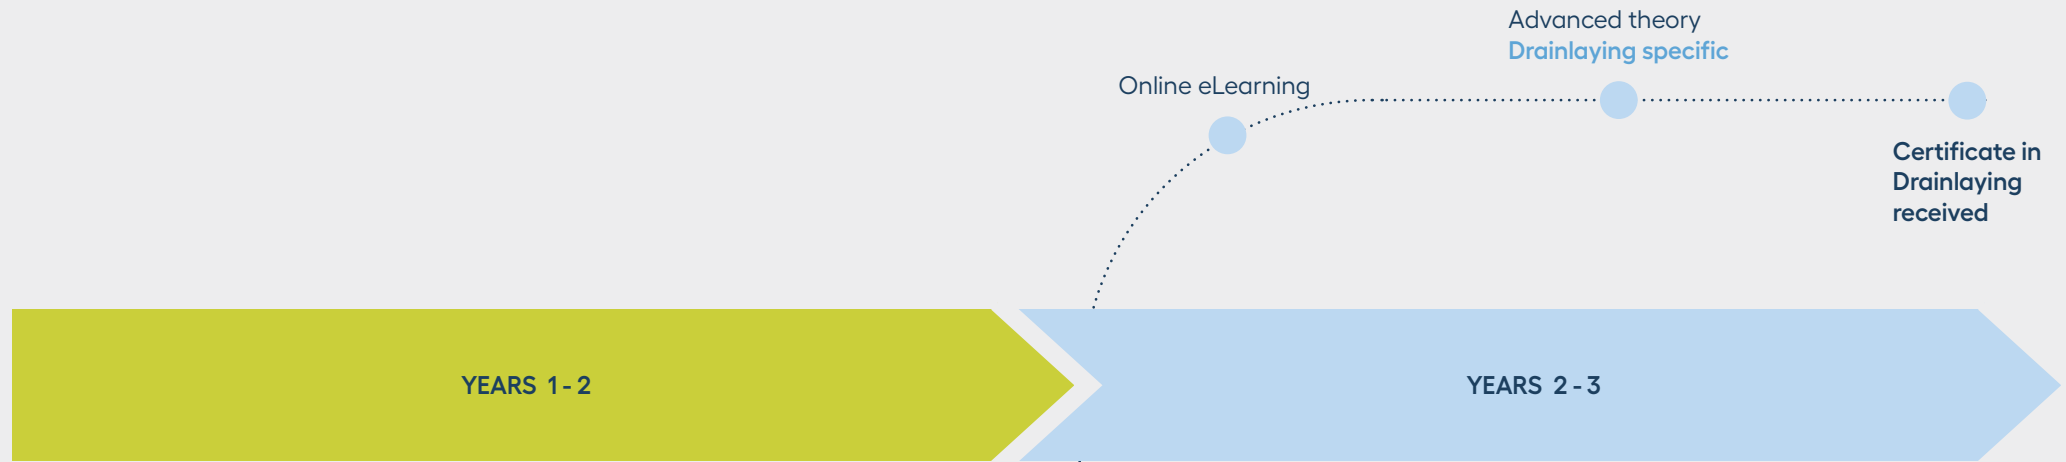 Advanced theory
Drainlaying specific
Online eLearning
Certificate in
Drainlaying
received
YEARS 1 - 2
YEARS 2 - 3